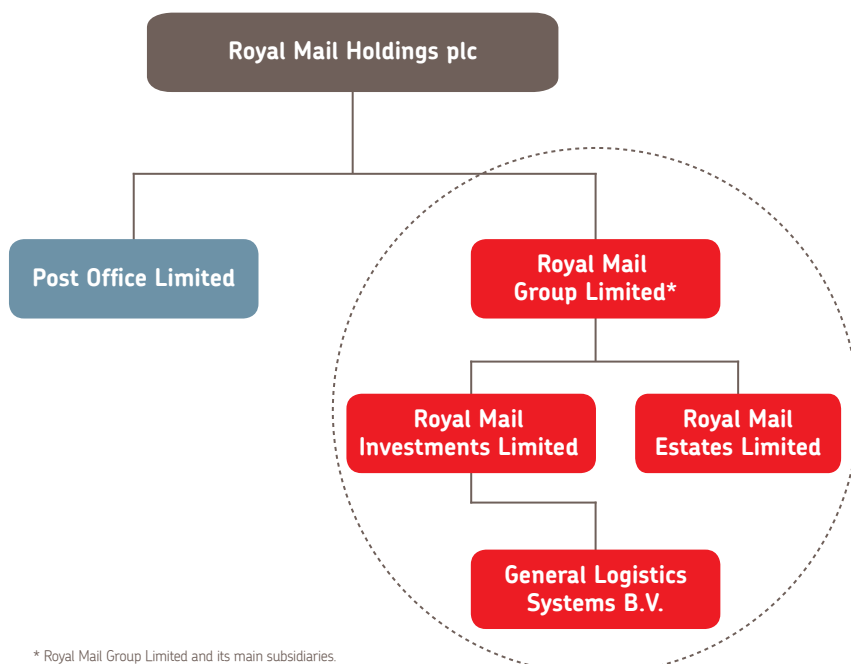 Royal Mail Holdings plc
Post Office Limited
Royal Mail
Group Limited*
Royal Mail
Investments Limited
Royal Mail
Estates Limited
General Logistics
Systems B.V.
* Royal Mail Group Limited and its main subsidiaries.